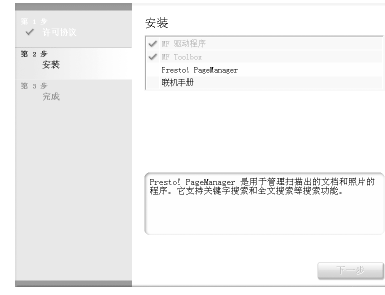 第 1 步
许可协议
第 2 步
安装
第 3 步
完成
安装
MP 驱动程序
MP Toolbox
Presto! PageManager
联机手册
Presto! PageManager 是用于管理扫描出的文档和照片的
程序。它支持关键字搜索和全文搜索等搜索功能。
下一步